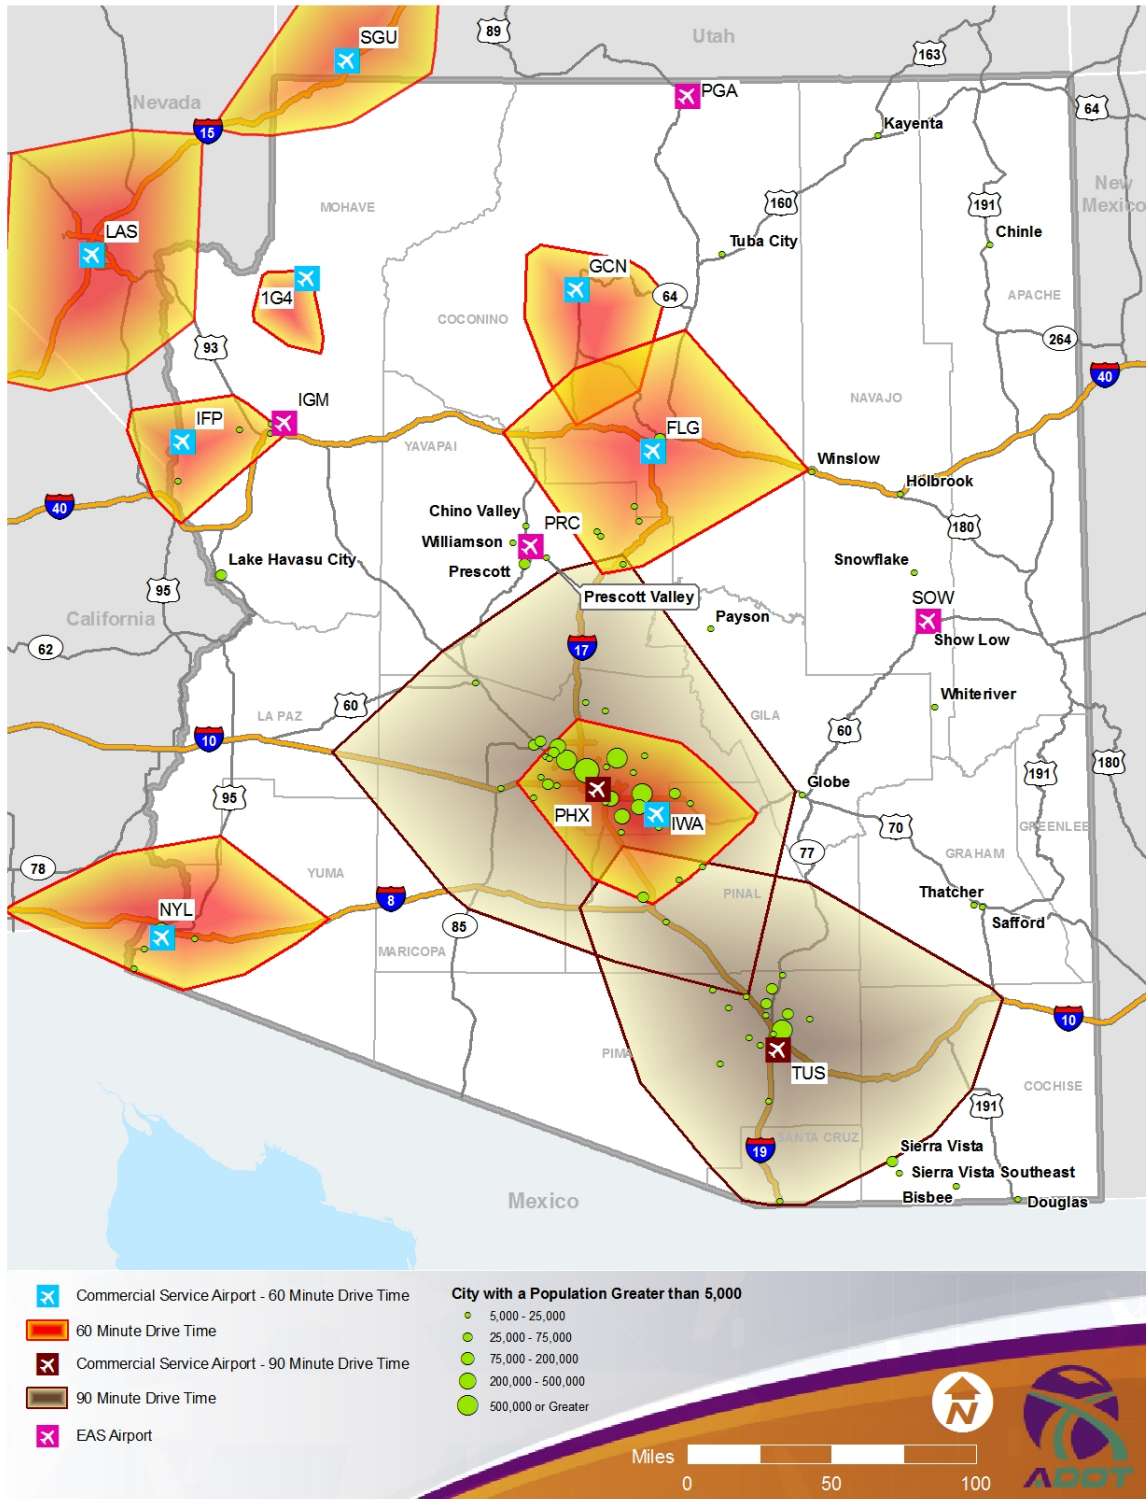 SGU
89
Utah
163
PGA
Nevada
64
15
Kayenta
New
Mexico
160
191
MOHAVE
Chinle
LAS
Tuba City
GCN
1G4
64
APACHE
COCONINO
264
93
40
IGM
NAVAJO
IFP
FLG
YAVAPAI
Winslow
Holbrook
40
Chino Valley
PRC
180
Williamson
Snowflake
Lake Havasu City
Prescott
95
Prescott Valley
SOW
California
Payson
Show Low
62
17
Whiteriver
60
LA PAZ
GILA
60
10
180
191
Globe
95
PHX
IWA
70
GREENLEE
77
GRAHAM
78
YUMA
PINAL
Thatcher
8
NYL
85
Safford
MARICOPA
10
PIMA
TUS
COCHISE
191
SANTA CRUZ
19
Sierra Vista
Sierra Vista Southeast
Mexico
Bisbee
Douglas
Commercial Service Airport - 60 Minute Drive Time
60 Minute Drive Time
Commercial Service Airport - 90 Minute Drive Time
90 Minute Drive Time
EAS Airport
City with a Population Greater than 5,000
5,000 - 25,000
25,000 - 75,000
75,000 - 200,000
200,000 - 500,000
500,000 or Greater
N
Miles
0
50
100
ADOT